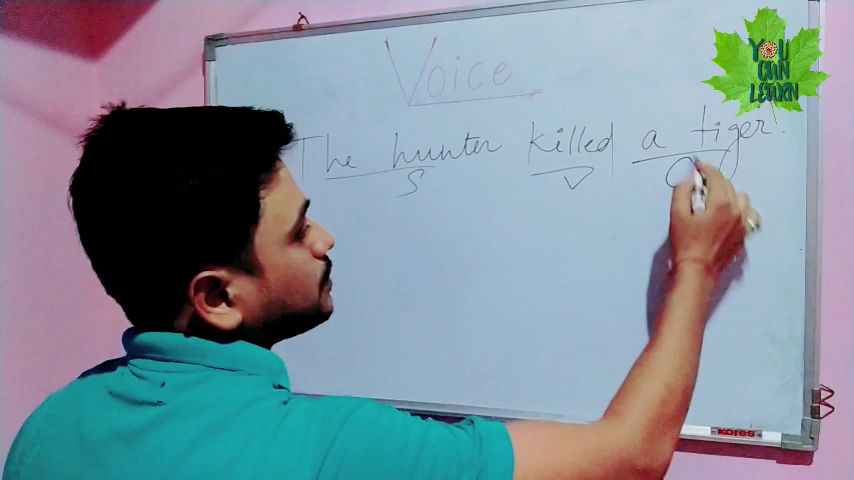 Voice
The hunter killed a tiger.
S V O
YOU
CAN
LEARN
kores